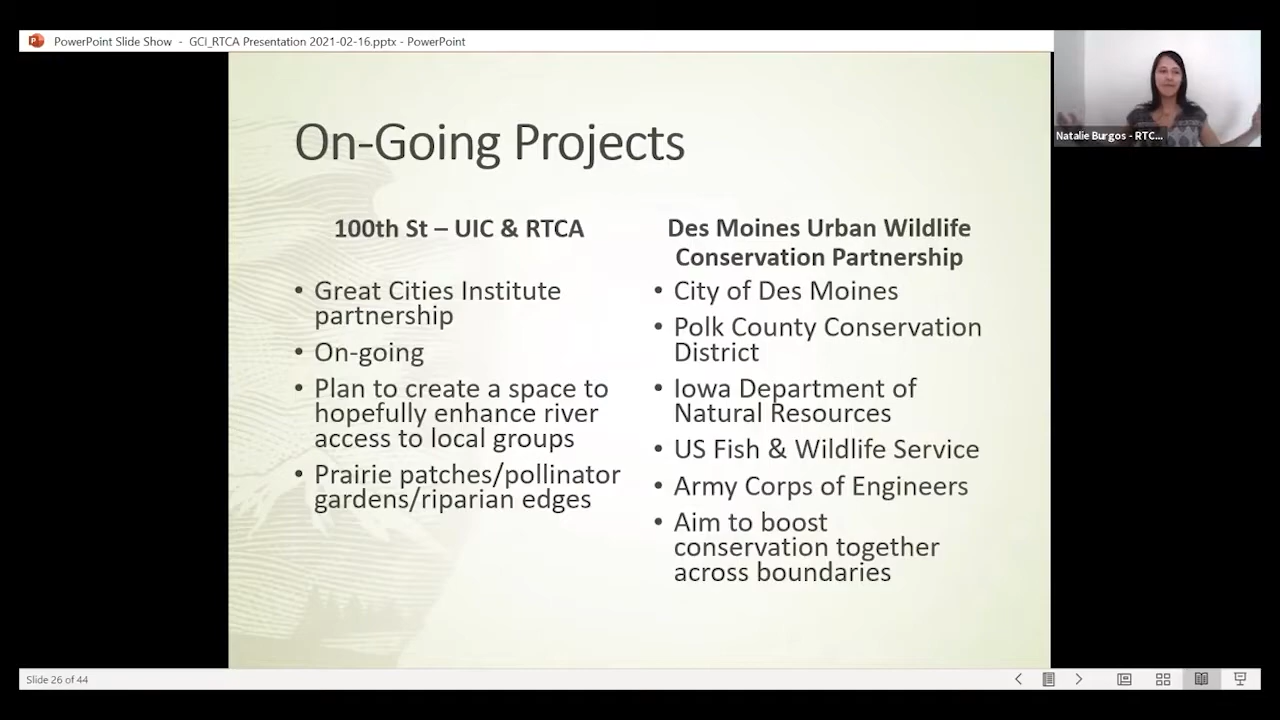 PowerPoint Slide Show - GCI_RTCA Presentation 2021-02-16.pptx - PowerPoint
Natalie Burgos - RTC...
On-Going Projects
100th St – UIC & RTCA
• Great Cities Institute
partnership
• On-going
• Plan to create a space to
hopefully enhance river
access to local groups
• Prairie patches/pollinator
gardens/riparian edges
Des Moines Urban Wildlife
Conservation Partnership
• City of Des Moines
• Polk County Conservation
District
• Iowa Department of
Natural Resources
• US Fish & Wildlife Service
• Army Corps of Engineers
• Aim to boost
conservation together
across boundaries
Slide 26 of 44